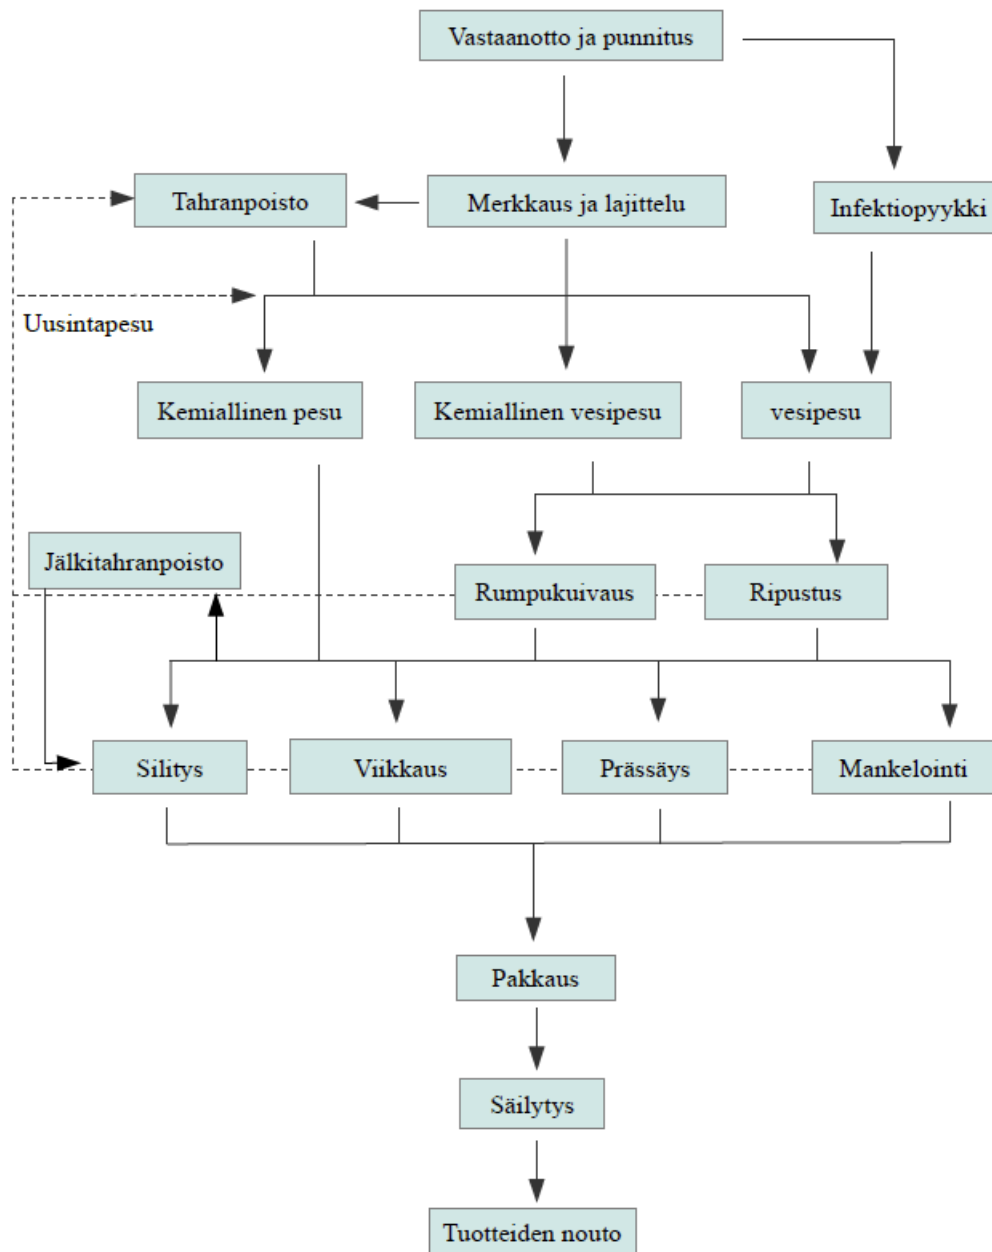 Vastaanotto ja punnitus
Tahranpoisto
Merkkaus ja lajittelu
Infektiopyykki
Uusintapesu
Kemiallinen pesu
Kemiallinen vesipesu
vesipesu
Jälkitahranpoisto
Rumpukuivaus
Ripustus
Silitys
Viikkaus
Prässäys
Mankelointi
Pakkaus
Säilytys
Tuotteiden nouto